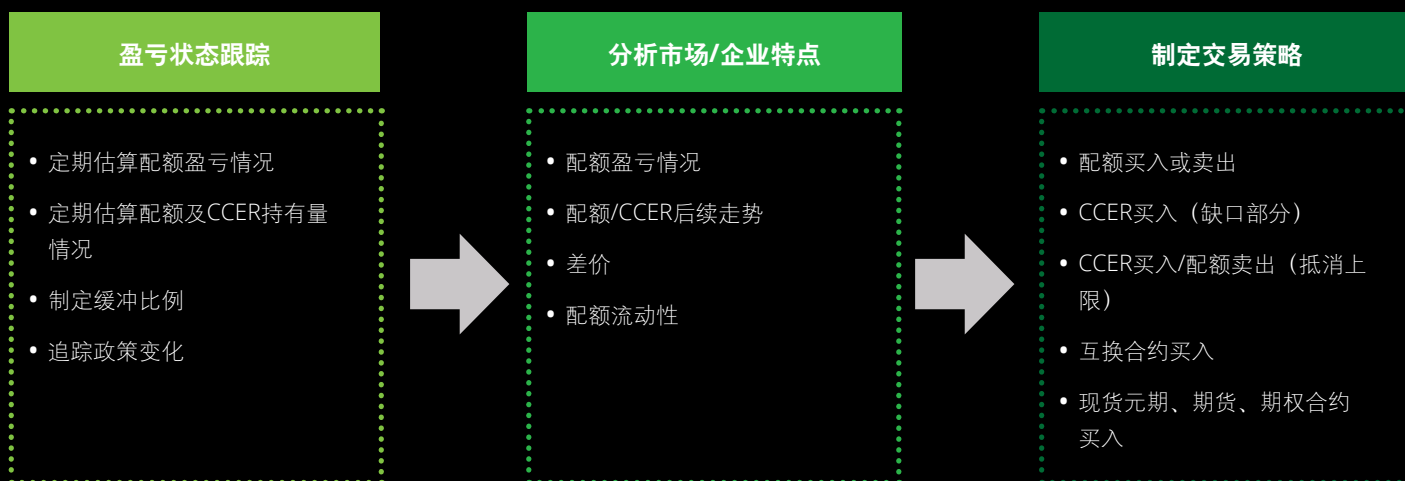 盈亏状态跟踪
• 定期估算配额盈亏情况
• 定期估算配额及CCER持有量
情况
• 制定缓冲比例
• 追踪政策变化
分析市场/企业特点
• 配额盈亏情况
• 配额/CCER后续走势
• 差价
• 配额流动性
制定交易策略
• 配额买入或卖出
• CCER买入（缺口部分）
• CCER买入/配额卖出（抵消上
限）
• 互换合约买入
• 现货元期、期货、期权合约
买入